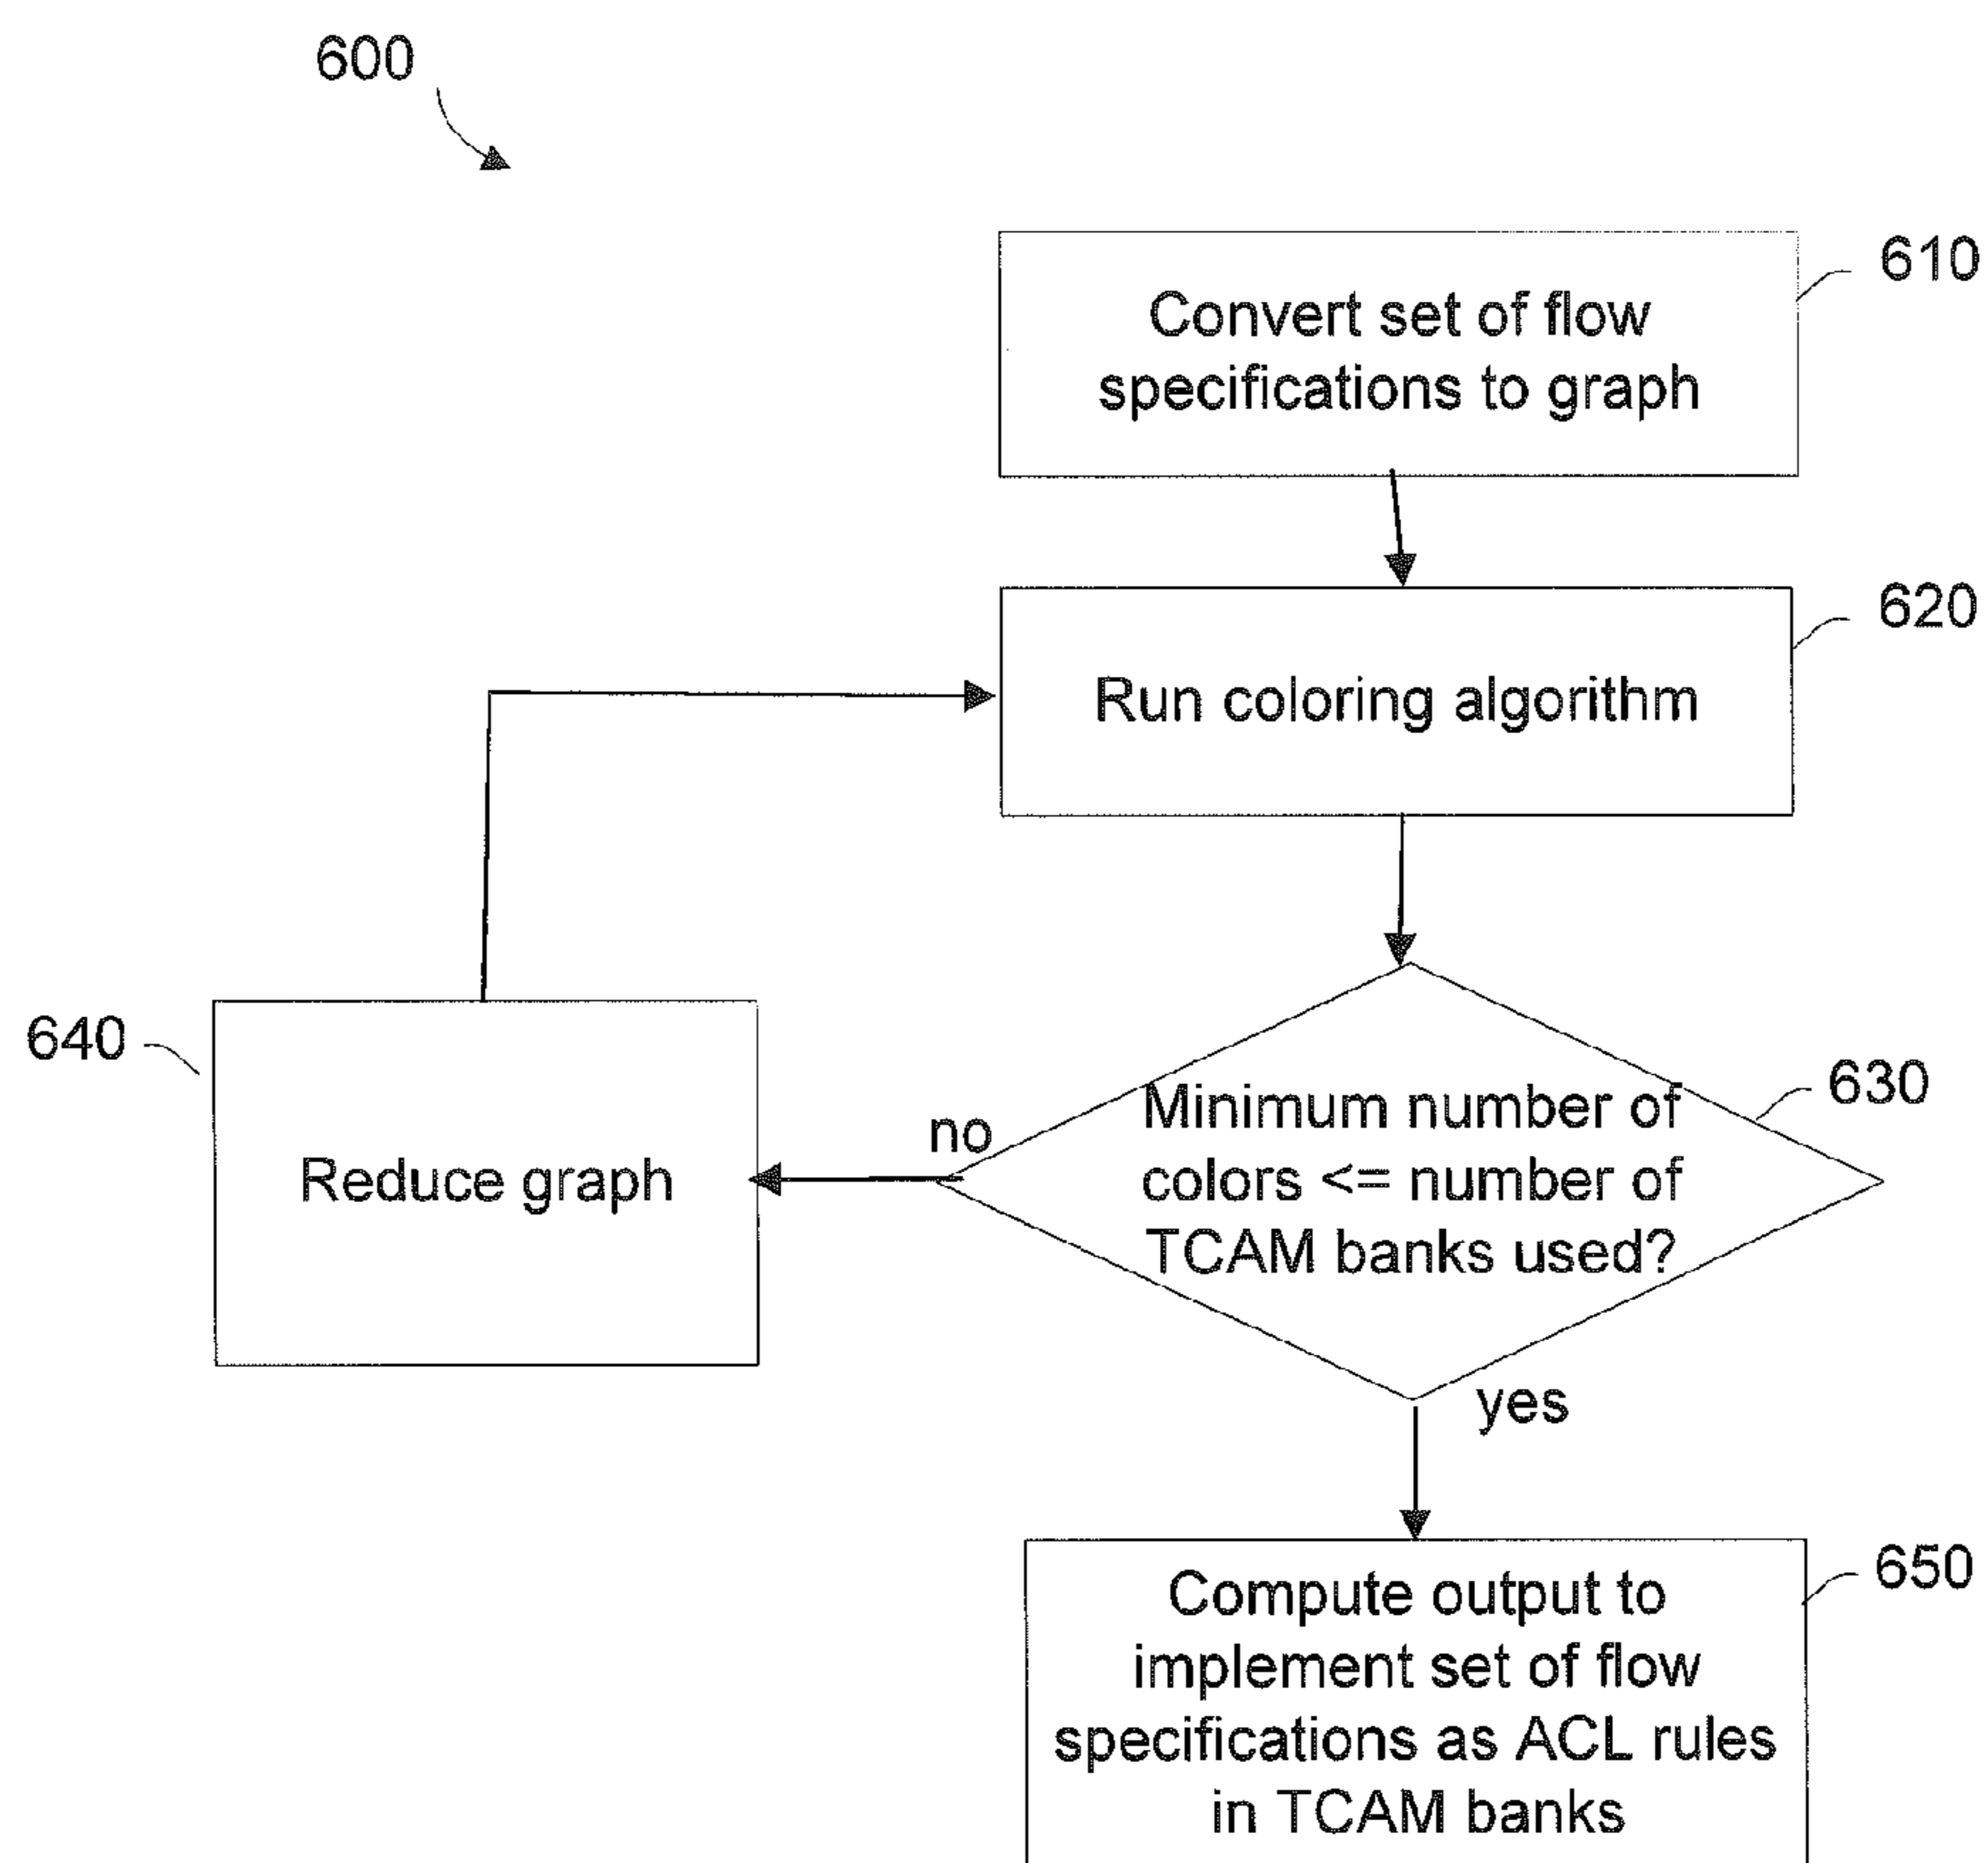 600
610
Convert set of flow
specifications to graph
620
Run coloring algorithm
640
Reduce graph
no
630
Minimum number of
colors <= number of
TCAM banks used?
yes
650
Compute output to
implement set of flow
specifications as ACL rules
in TCAM banks